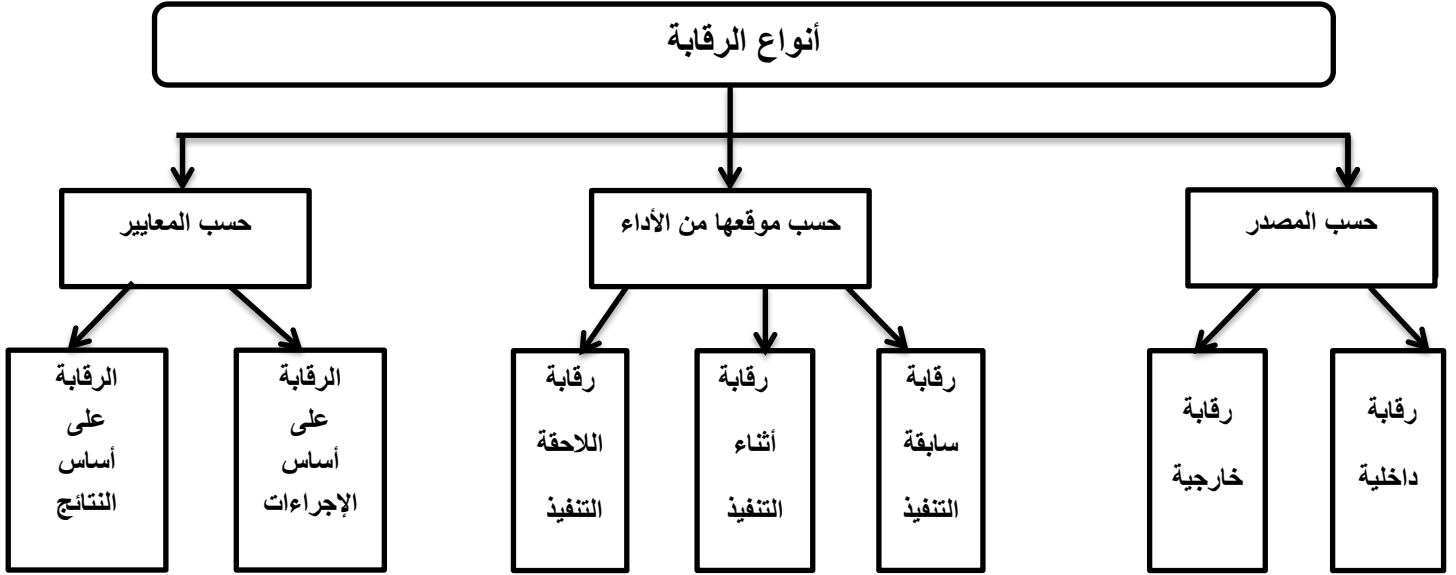 أنواع الرقابة
حسب المصدر
حسب موقعها من الأداء
حسب المعايير
رقابة
داخلية
رقابة
خارجية
رقابة
سابقة
التنفيذ
رقابة
أثناء
التنفيذ
رقابة
اللاحقة
التنفيذ
الرقابة
على
أساس
الإجراءات
الرقابة
على
أساس
النتائج